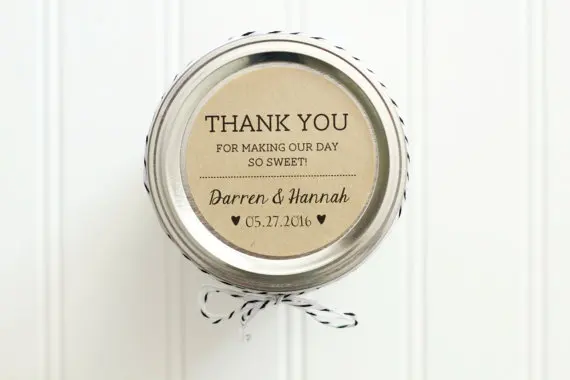 THANK YOU
FOR MAKING OUR DAY
SO SWEET!
Darren & Hannah
♥ 05.27.2016 ♥